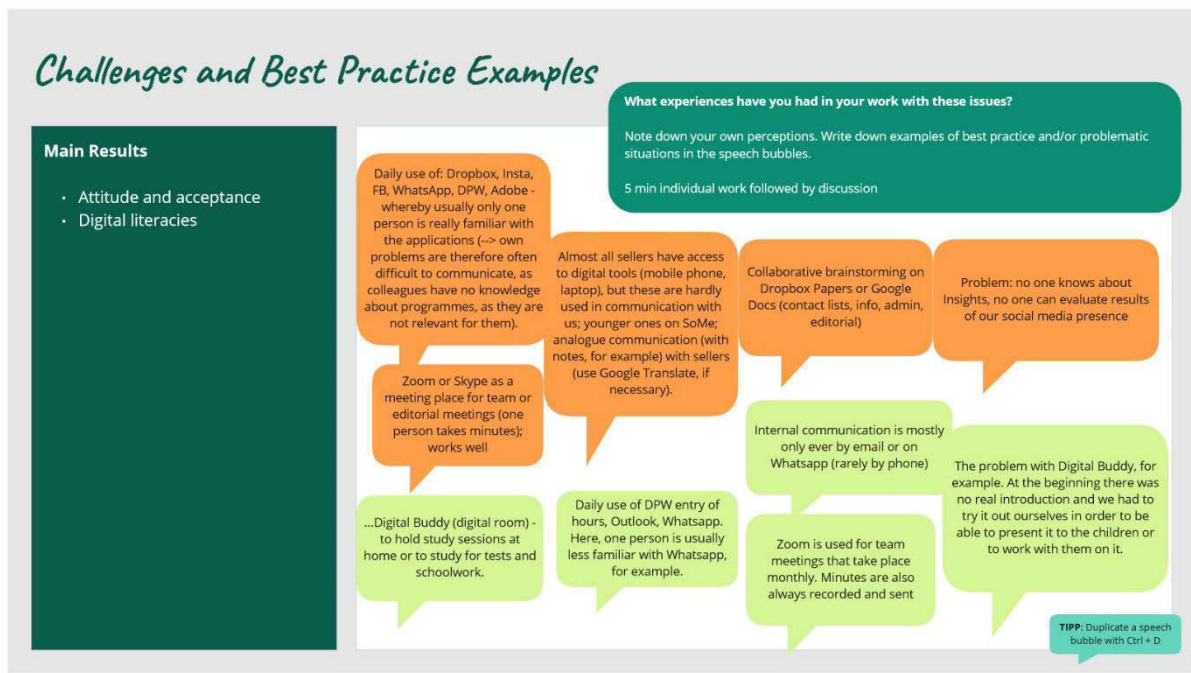 Challenges and Best Practice Examples
What experiences have you had in your work with these issues?
Note down your own perceptions. Write down examples of best practice and/or problematic
situations in the speech bubbles.
5 min individual work followed by discussion
Main Results
• Attitude and acceptance
• Digital literacies
Daily use of: Dropbox, Insta,
FB, WhatsApp, DPW, Adobe -
whereby usually only one
person is really familiar with
the applications (--> own
problems are therefore often
difficult to communicate, as
colleagues have no knowledge
about programmes, as they are
not relevant for them).
Almost all sellers have access
to digital tools (mobile phone,
laptop), but these are hardly
used in communication with
us; younger ones on SoMe;
analogue communication (with
notes, for example) with sellers
(use Google Translate, if
necessary).
Collaborative brainstorming on
Dropbox Papers or Google
Docs (contact lists, info, admin,
editorial)
Problem: no one knows about
Insights, no one can evaluate results
of our social media presence
Zoom or Skype as a
meeting place for team or
editorial meetings (one
person takes minutes);
works well
Internal communication is mostly
only ever by email or on
Whatsapp (rarely by phone)
The problem with Digital Buddy, for
example. At the beginning there was
no real introduction and we had to
try it out ourselves in order to be
able to present it to the children or
to work with them on it.
...Digital Buddy (digital room) -
to hold study sessions at
home or to study for tests and
schoolwork.
Daily use of DPW entry of
hours, Outlook, Whatsapp.
Here, one person is usually
less familiar with Whatsapp,
for example.
Zoom is used for team
meetings that take place
monthly. Minutes are also
always recorded and sent
TIPP: Duplicate a speech
bubble with Ctrl + D